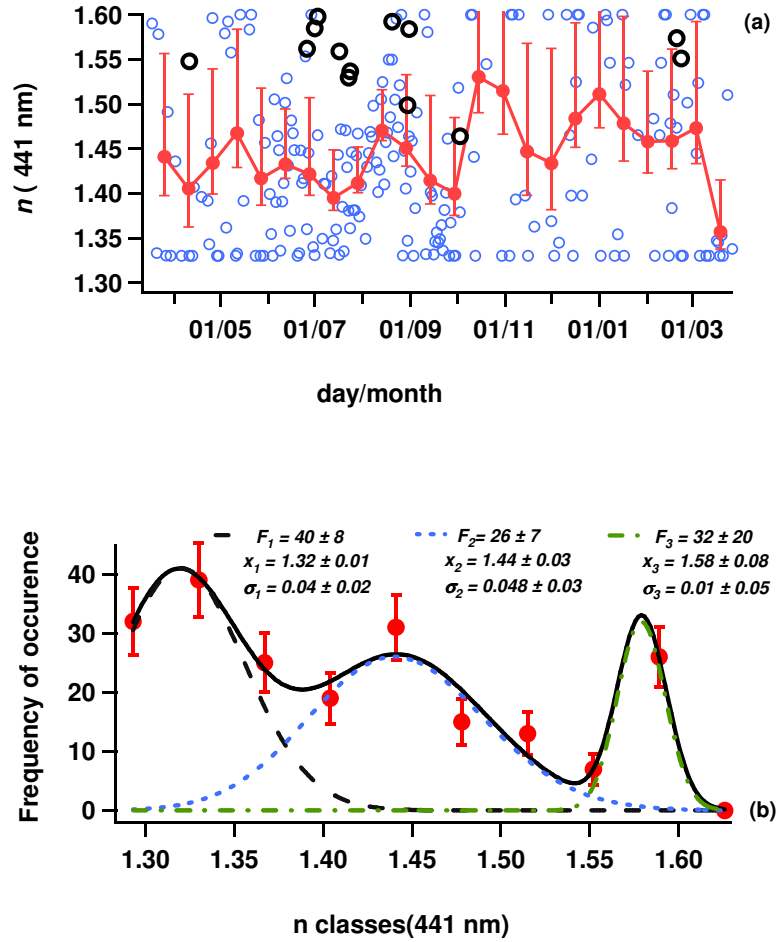 1.60
(a)
1.55
1.50
1.45
1.40
1.35
1.30
n ( 441 nm)
01/05 01/07 01/09 01/11 01/01 01/03
day/month
F1 = 40 ± 8 F2= 26 ± 7 F3 = 32 ± 20
x1 = 1.32 ± 0.01 x2 = 1.44 ± 0.03 x3 = 1.58 ± 0.08
σ1 = 0.04 ± 0.02 σ2 = 0.048 ± 0.03 σ3 = 0.01 ± 0.05
40
30
20
10
0
(b)
Frequency of occurence
1.30 1.35 1.40 1.45 1.50 1.55 1.60
n classes(441 nm)